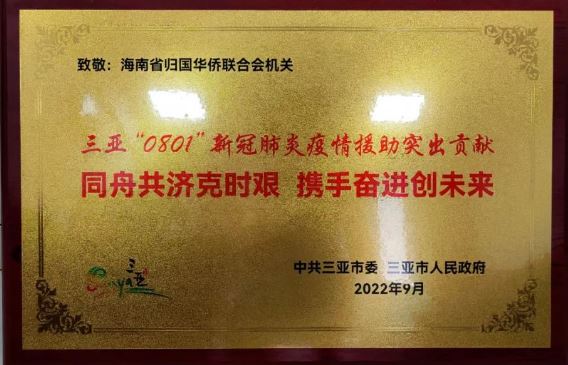 致敬：海南省归国华侨联合会机关
三亚“0801”新冠肺炎疫情援助突出贡献
同舟共济克时艰 携手奋进创未来
三亚
Sanya
中共三亚市委 三亚市人民政府
2022年9月